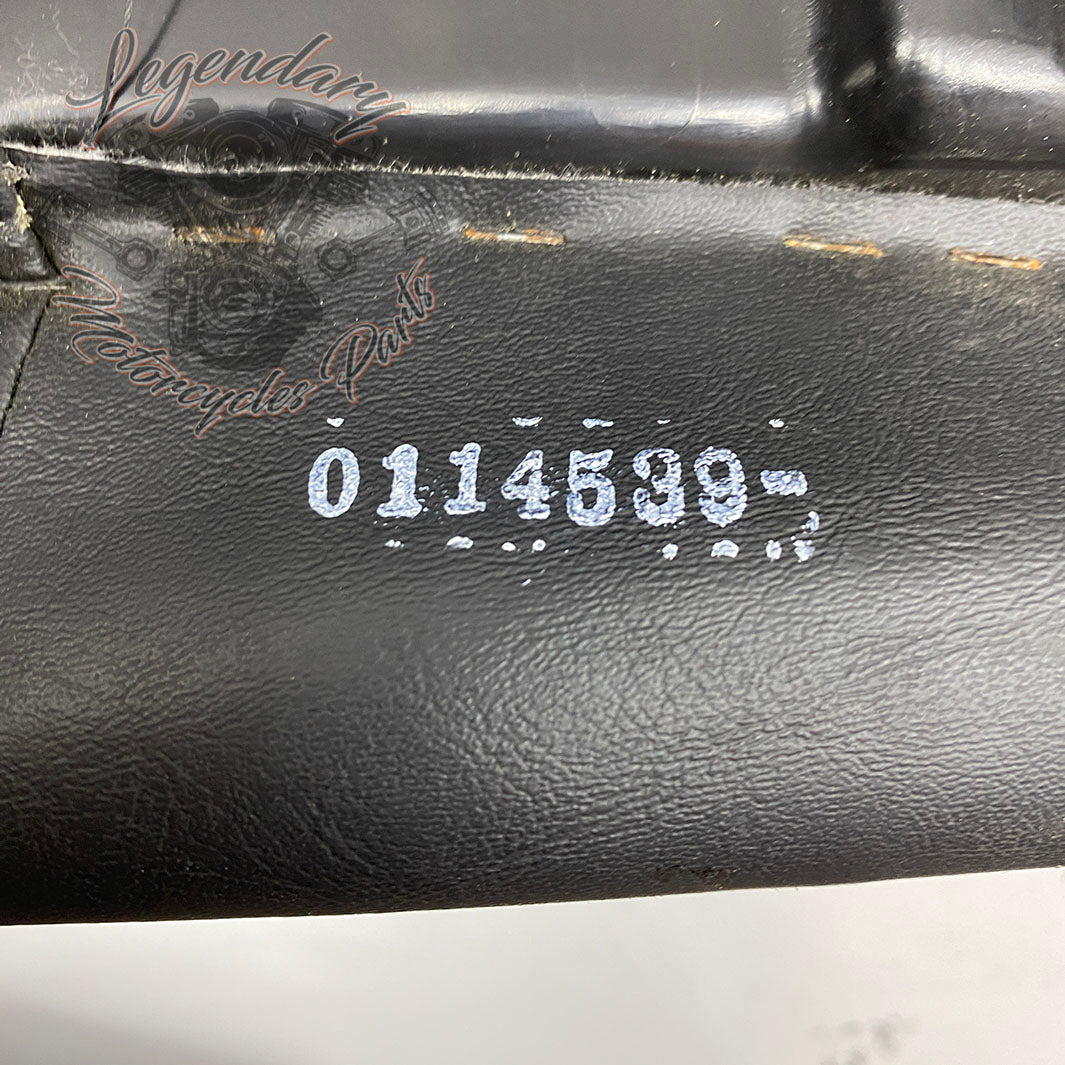 Legendary
Motorcycles Parts
0114539-